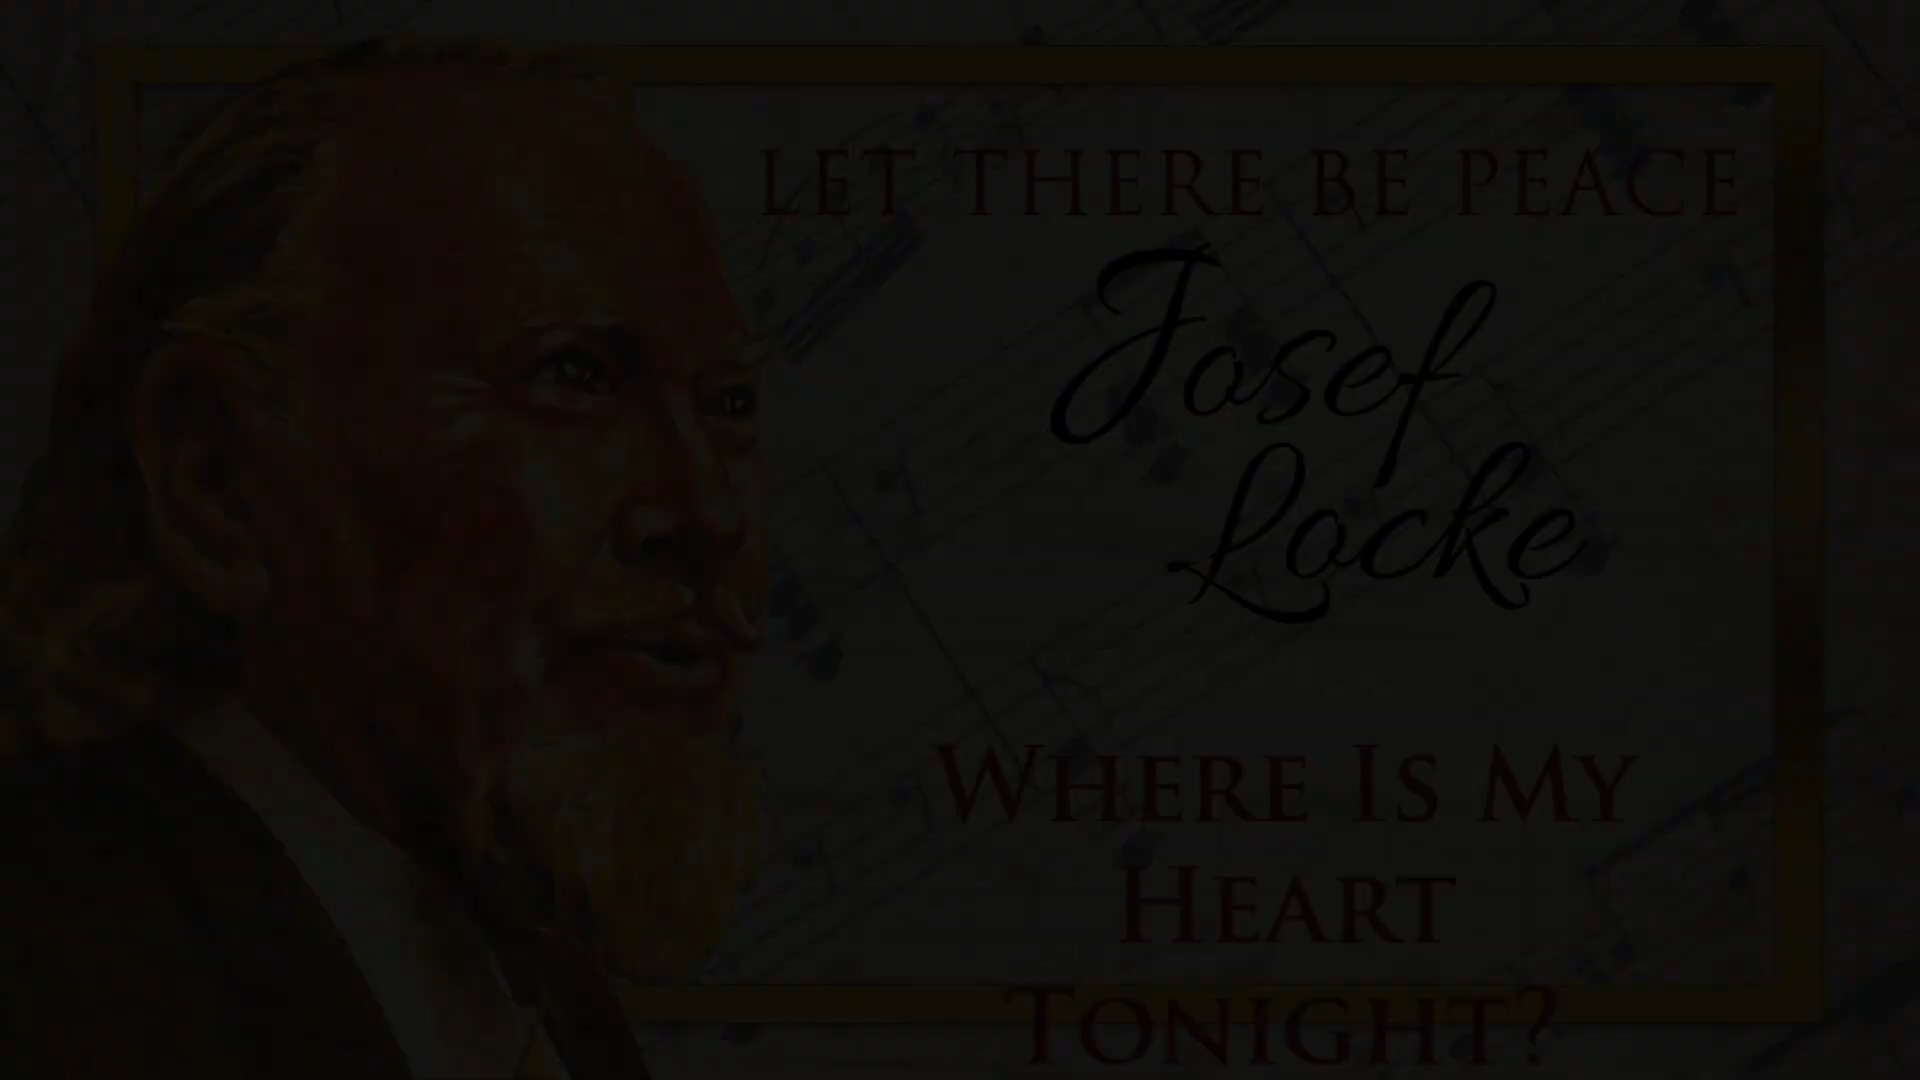 LET THERE BE PEACE
Josef
Locke
WHERE IS MY
HEART
TONIGHT?